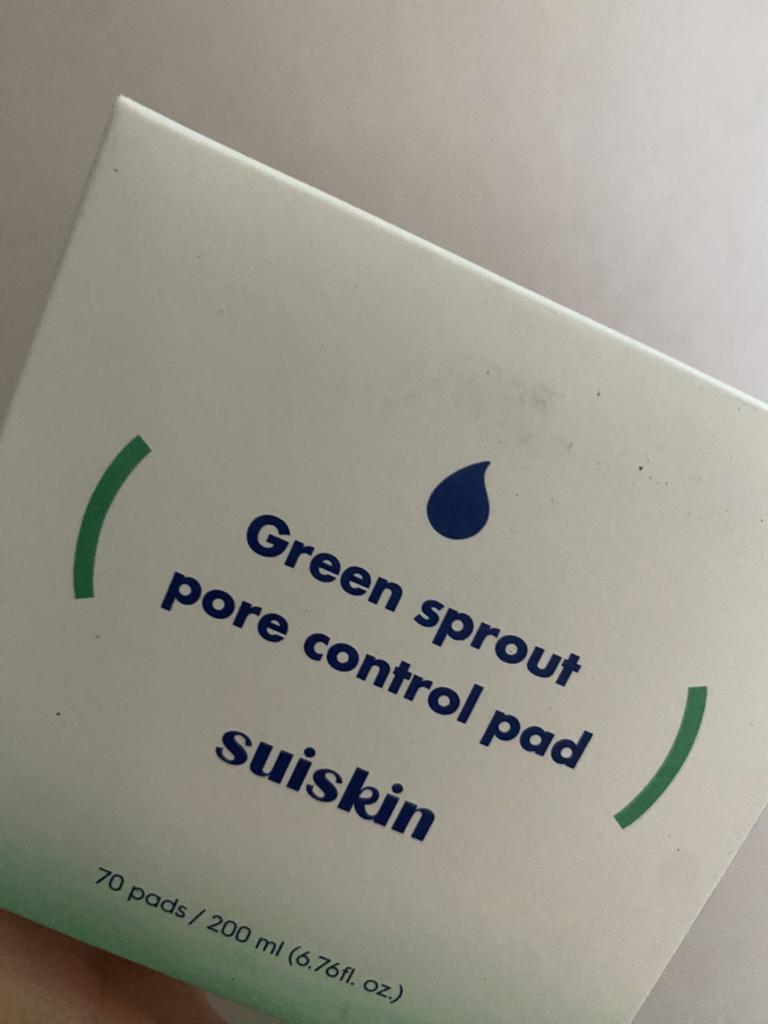 Green sprout
pore control pad
suiskin
70 pads / 200 ml (6.76fl. oz.)